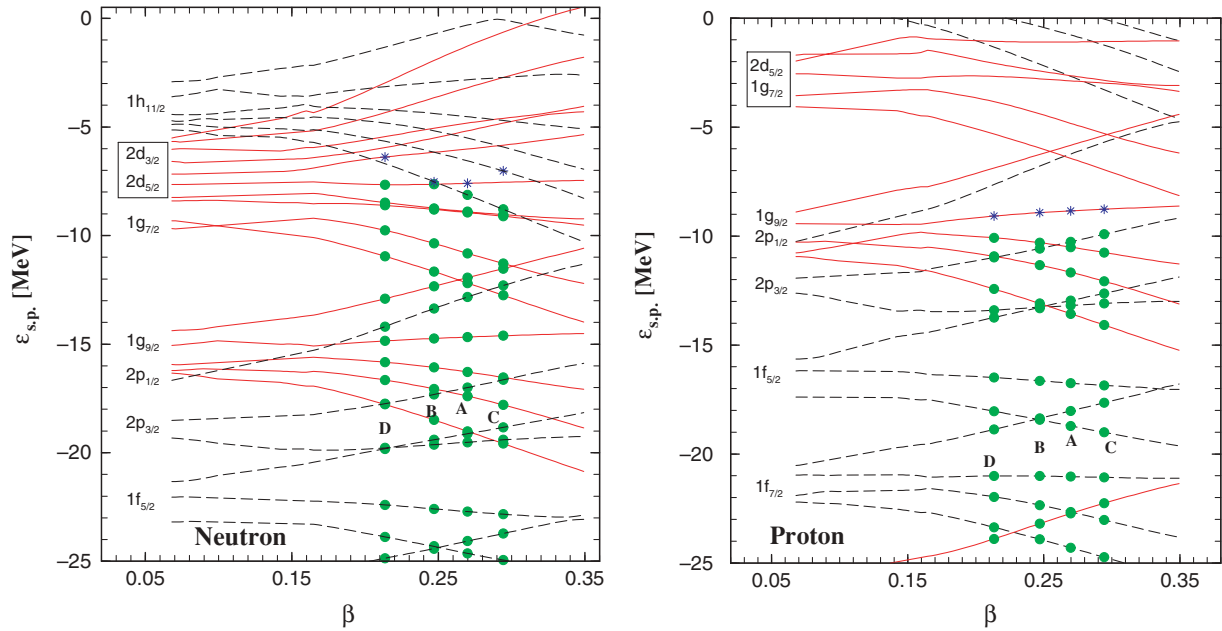 0
−5
−10
−15
−20
−25
ε s.p. [MeV]
1h11/2
2d3/2
2d5/2
1g7/2
1g9/2
2p1/2
2p3/2
1f5/2
D
B
A
C
Neutron
0.05
0.15
0.25
0.35
β
0
−5
−10
−15
−20
−25
ε s.p. [MeV]
2d5/2
1g7/2
1g9/2
2p1/2
2p3/2
1f5/2
1f7/2
D
B
A
C
Proton
0.05
0.15
0.25
0.35
β